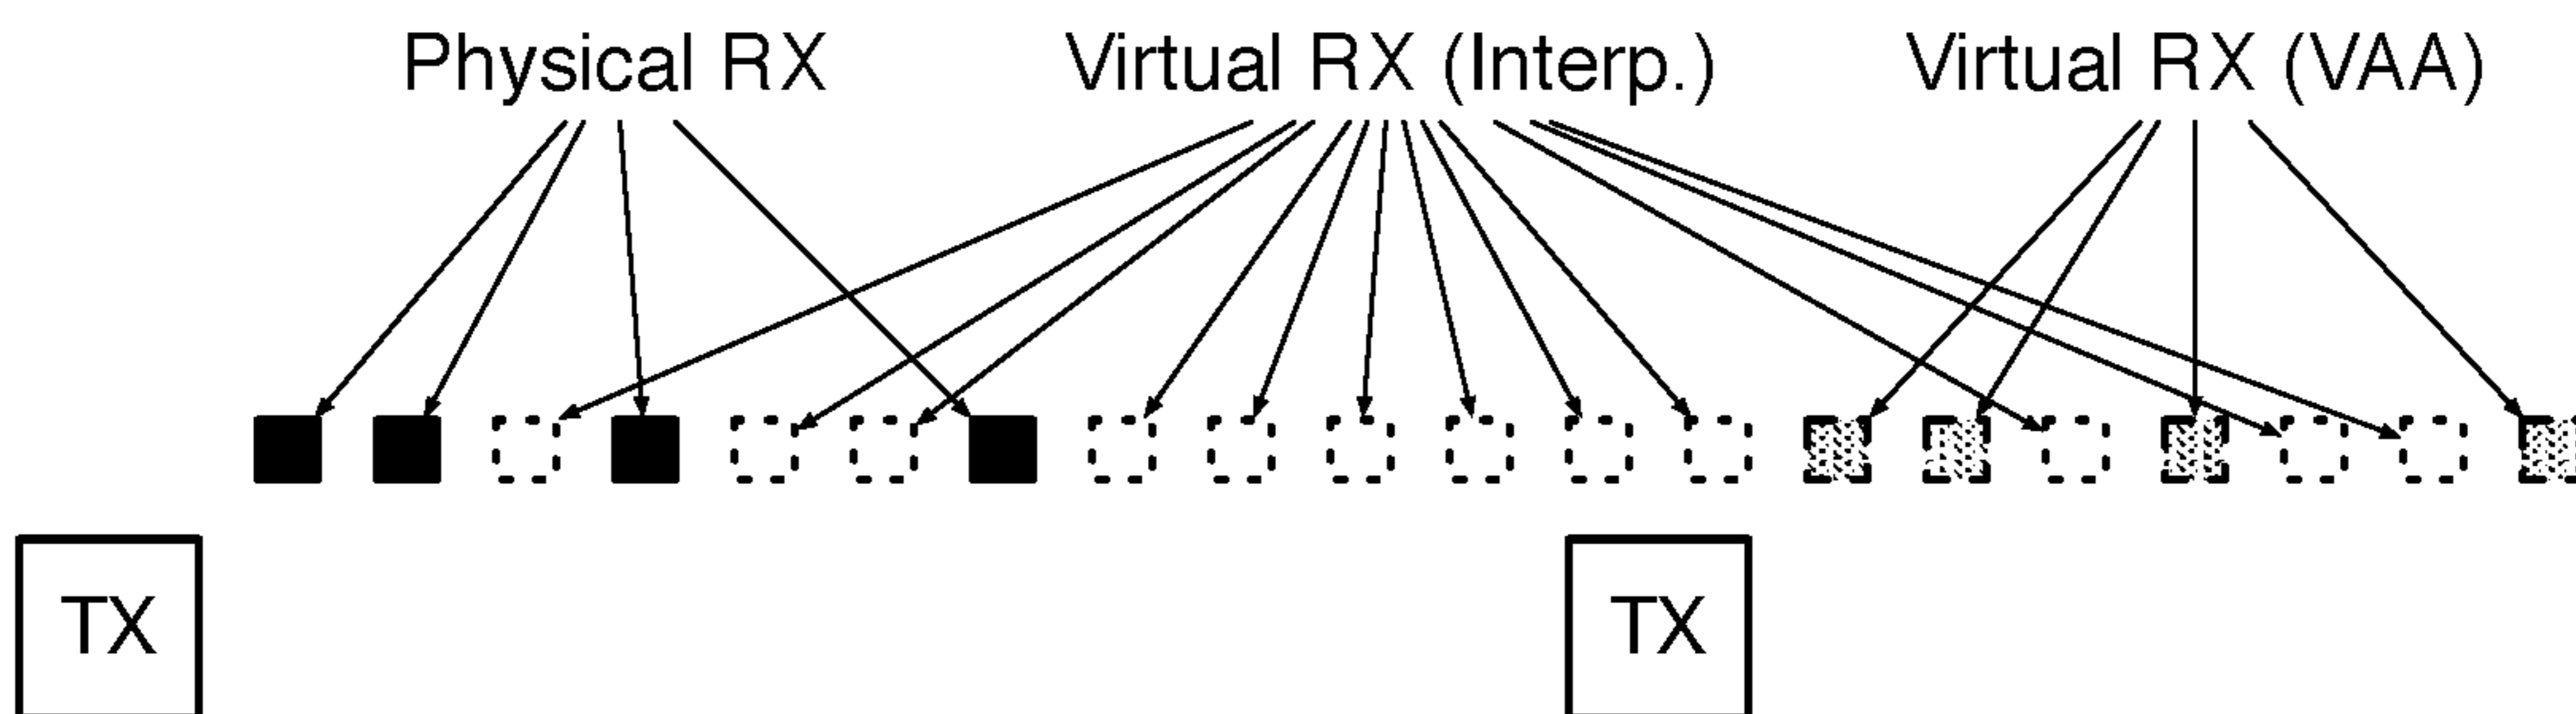 Physical RX Virtual RX (Interp.) Virtual RX (VAA)
TX TX